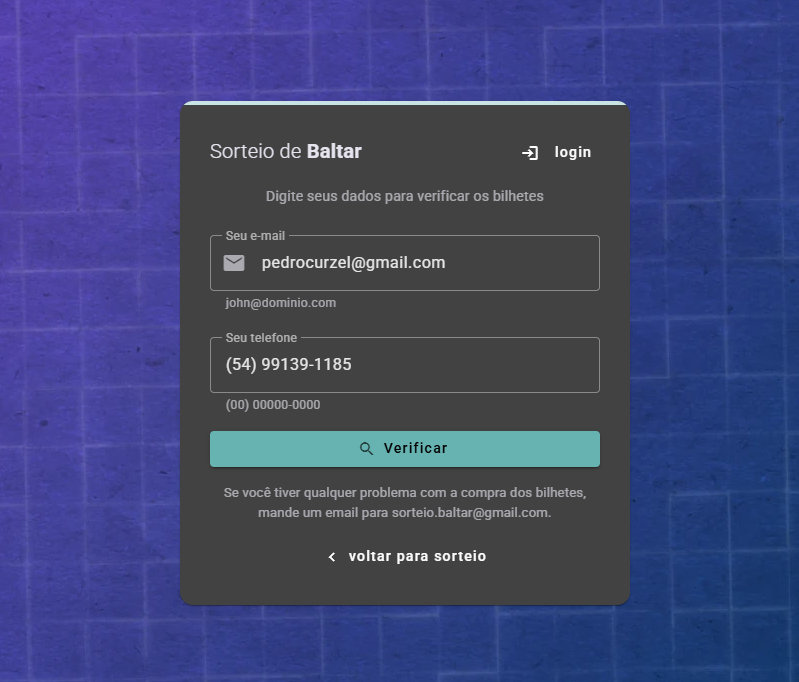 Sorteio de Baltar
login
Digite seus dados para verificar os bilhetes
Seu e-mail
pedrocurzel@gmail.com
john@dominio.com
Seu telefone
(54) 99139-1185
(00) 00000-0000
Verificar
Se você tiver qualquer problema com a compra dos bilhetes,
mande um email para sorteio.baltar@gmail.com.
voltar para sorteio